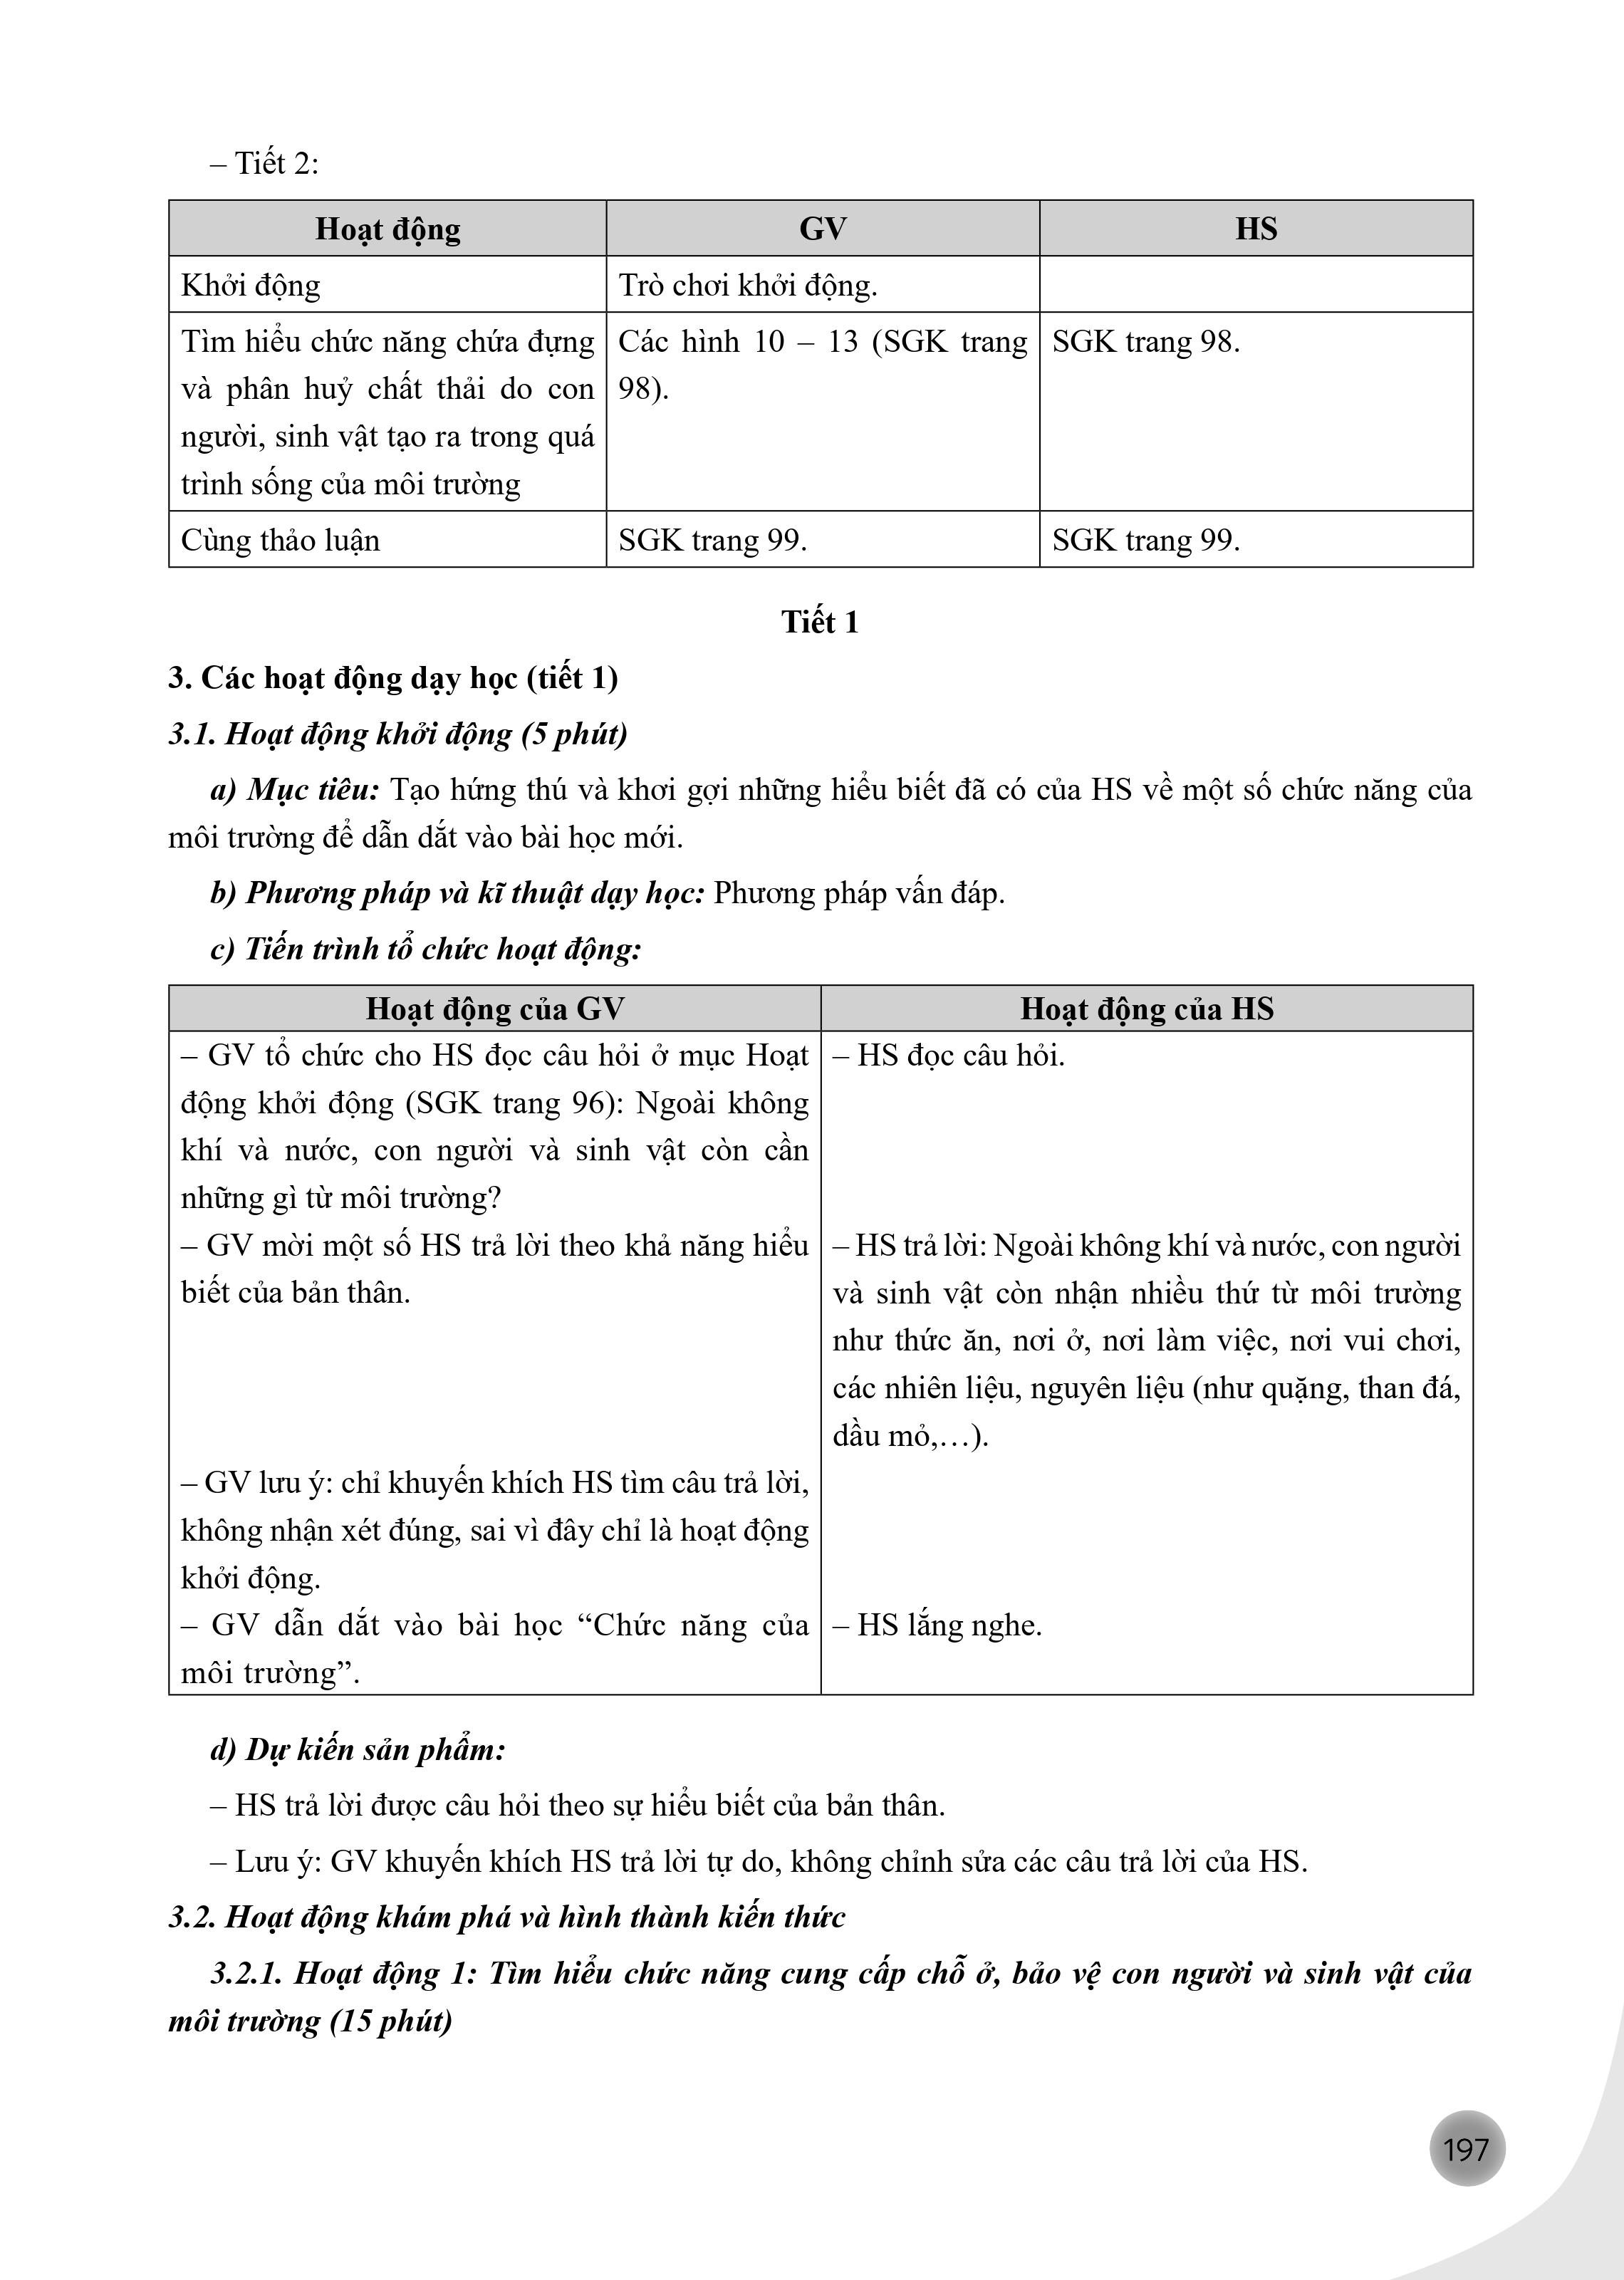 – Tiết 2:
Hoạt động GV HS
Khởi động Trò chơi khởi động.
Tìm hiểu chức năng chứa đựng Các hình 10 – 13 (SGK trang SGK trang 98.
và phân huỷ chất thải do con 98).
người, sinh vật tạo ra trong quá
trình sống của môi trường
Cùng thảo luận SGK trang 99. SGK trang 99.
Tiết 1
3. Các hoạt động dạy học (tiết 1)
3.1. Hoạt động khởi động (5 phút)
a) Mục tiêu: Tạo hứng thú và khơi gợi những hiểu biết đã có của HS về một số chức năng của
môi trường để dẫn dắt vào bài học mới.
b) Phương pháp và kĩ thuật dạy học: Phương pháp vấn đáp.
c) Tiến trình tổ chức hoạt động:
Hoạt động của GV Hoạt động của HS
– GV tổ chức cho HS đọc câu hỏi ở mục Hoạt – HS đọc câu hỏi.
động khởi động (SGK trang 96): Ngoài không
khí và nước, con người và sinh vật còn cần
những gì từ môi trường?
– GV mời một số HS trả lời theo khả năng hiểu – HS trả lời: Ngoài không khí và nước, con người
biết của bản thân. và sinh vật còn nhận nhiều thứ từ môi trường
như thức ăn, nơi ở, nơi làm việc, nơi vui chơi,
các nhiên liệu, nguyên liệu (như quặng, than đá,
dầu mỏ,…).
– GV lưu ý: chỉ khuyến khích HS tìm câu trả lời,
không nhận xét đúng, sai vì đây chỉ là hoạt động
khởi động.
– GV dẫn dắt vào bài học “Chức năng của – HS lắng nghe.
môi trường”.
d) Dự kiến sản phẩm:
– HS trả lời được câu hỏi theo sự hiểu biết của bản thân.
– Lưu ý: GV khuyến khích HS trả lời tự do, không chỉnh sửa các câu trả lời của HS.
3.2. Hoạt động khám phá và hình thành kiến thức
3.2.1. Hoạt động 1: Tìm hiểu chức năng cung cấp chỗ ở, bảo vệ con người và sinh vật của
môi trường (15 phút)
197